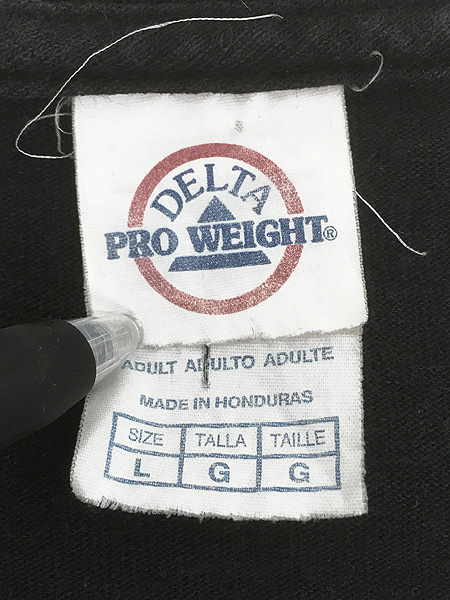 DELTA
PRO WEIGHT®
ADULT ADULTO ADULTE
MADE IN HONDURAS
SIZE TALLA TAILLE
L G G